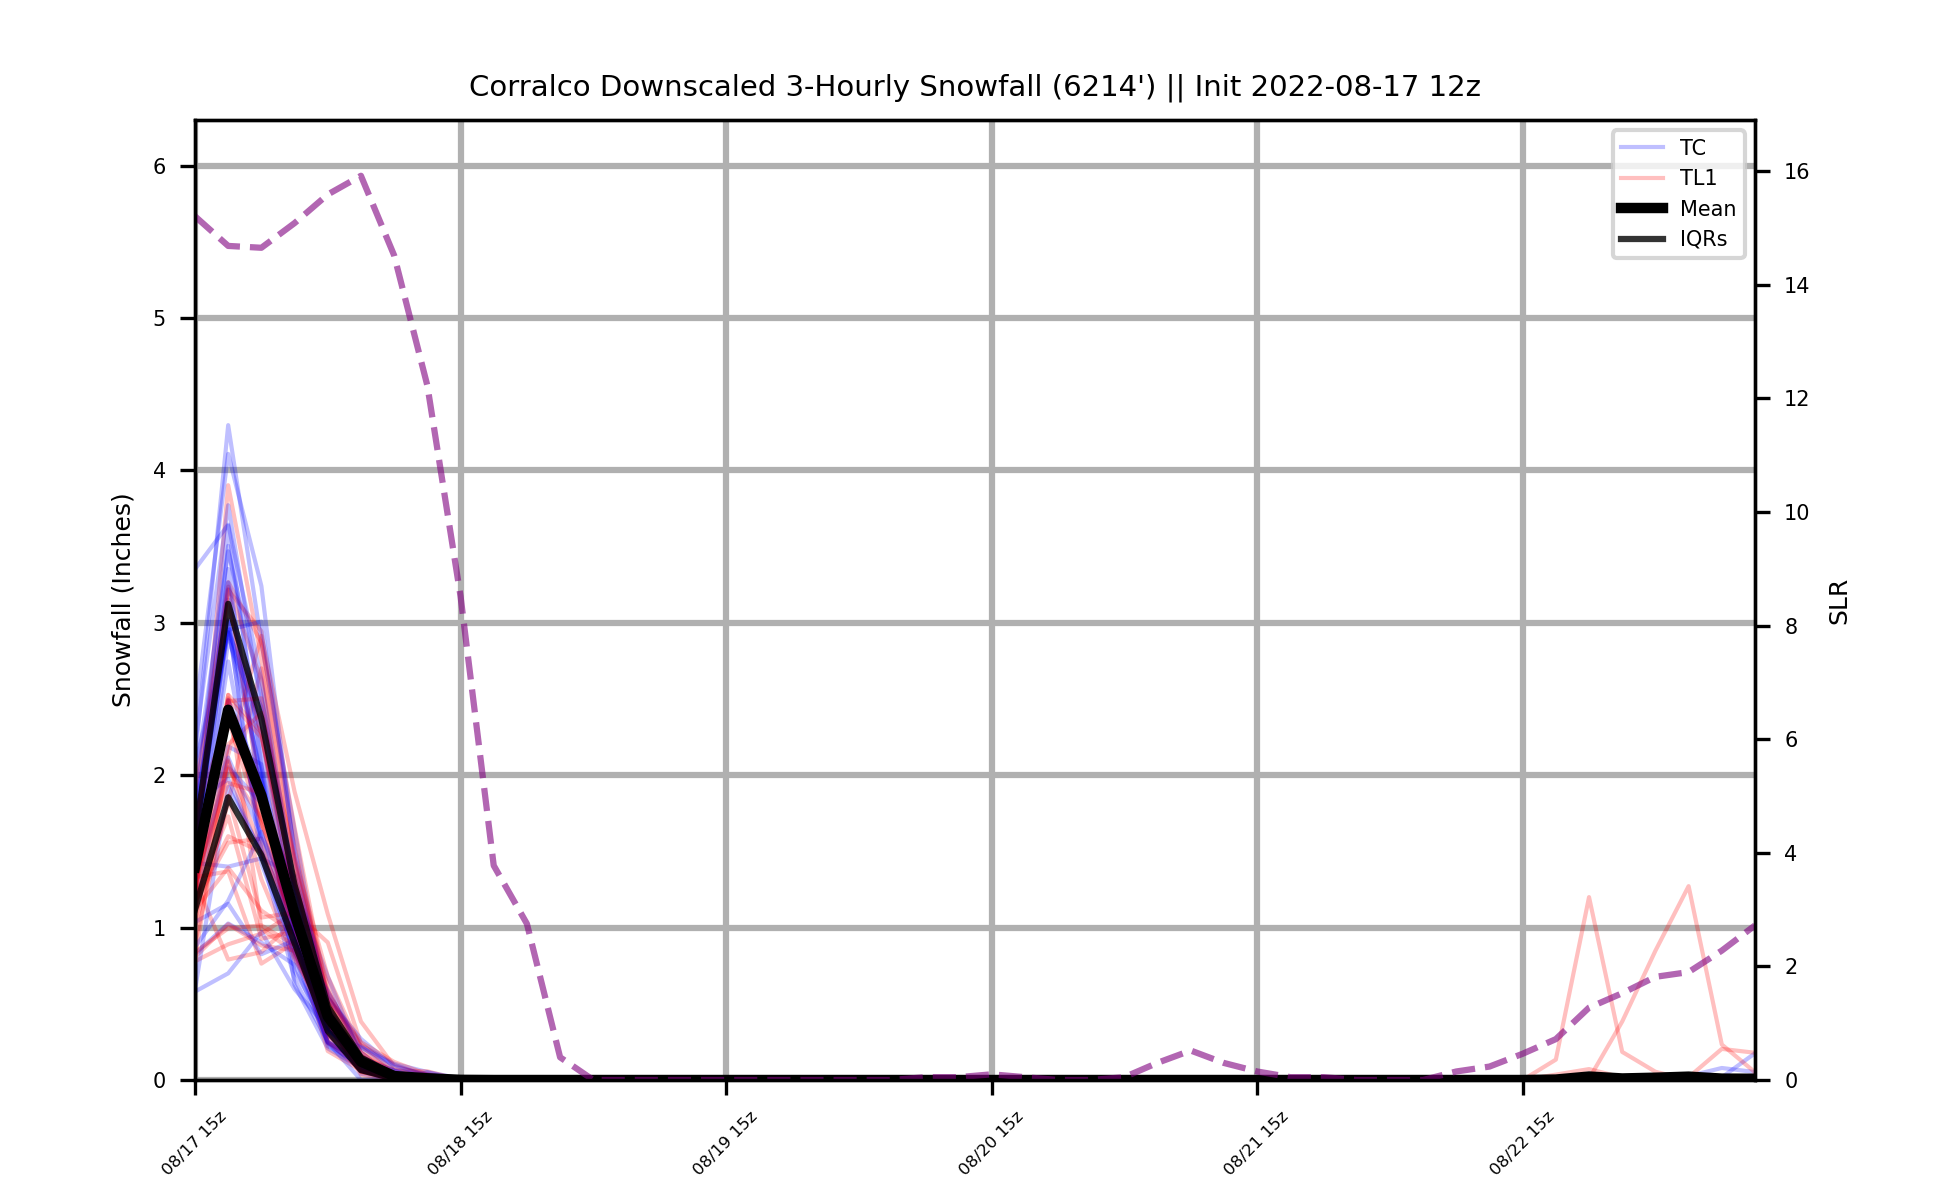 Corralco Downscaled 3-Hourly Snowfall (6214') || Init 2022-08-17 12z
TC
TL1
Mean
IQRs
Snowfall (Inches)
6
5
4
3
2
1
0
16
14
12
10
8
6
4
2
0
SLR
08/17 15z
08/18 15z
08/19 15z
08/20 15z
08/21 15z
08/22 15z